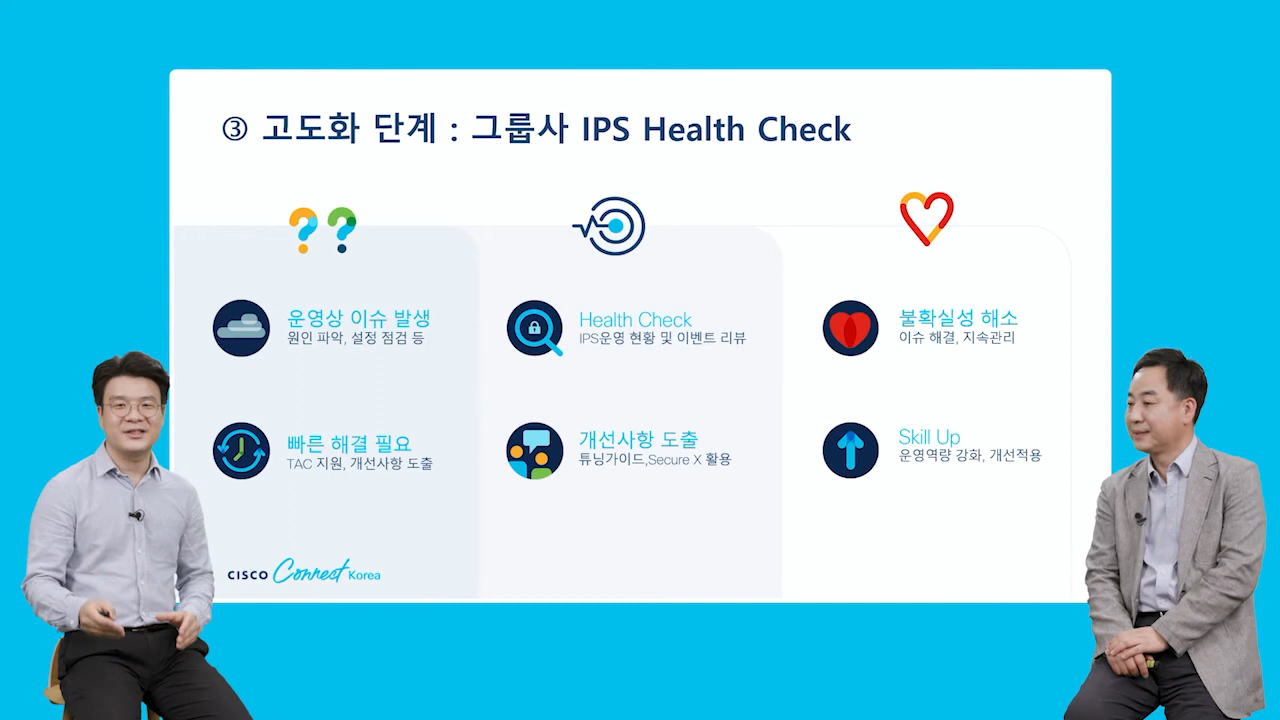 ③ 고도화 단계 : 그룹사 IPS Health Check
운영상 이슈 발생
원인 파악, 설정 점검 등
빠른 해결 필요
TAC 지원, 개선사항 도출
Health Check
IPS운영 현황 및 이벤트 리뷰
개선사항 도출
튜닝가이드,Secure X 활용
불확실성 해소
이슈 해결, 지속관리
Skill Up
운영역량 강화, 개선적용
CISCO Connect Korea